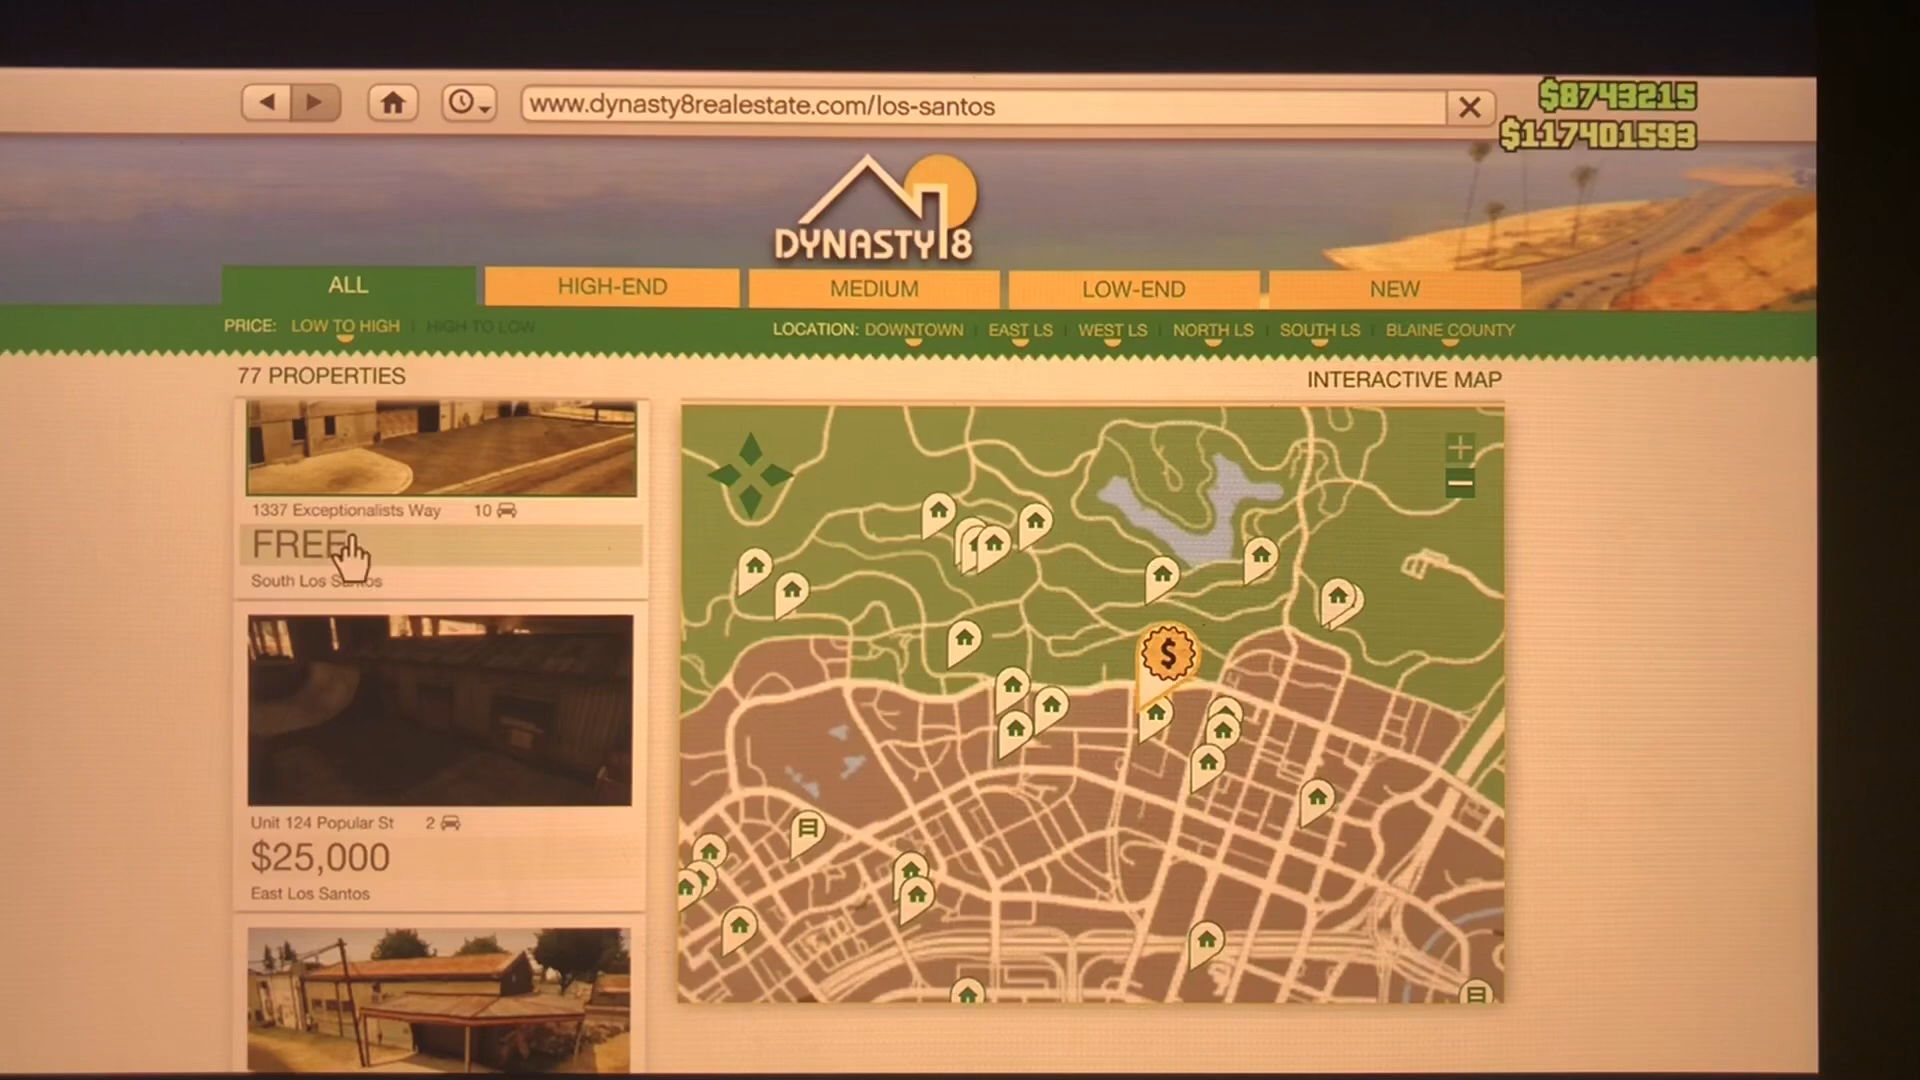 www.dynasty8realestate.com/los-santos
$8743215
$117401593
DYNASTY 8
ALL
HIGH-END
MEDIUM
LOW-END
NEW
PRICE: LOW TO HIGH HIGH TO LOW
LOCATION: DOWNTOWN EAST LS WEST LS NORTH LS SOUTH LS BLAINE COUNTY
77 PROPERTIES
INTERACTIVE MAP
1337 Exceptionalists Way 10
FREE
South Los Santos
Unit 124 Popular St 2
$25,000
East Los Santos
$